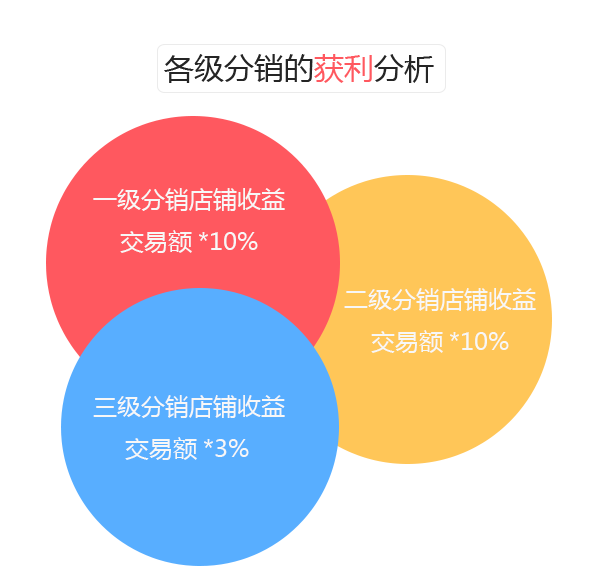 各级分销的获利分析
一级分销店铺收益
交易额 *10%
二级分销店铺收益
交易额 *10%
三级分销店铺收益
交易额 *3%